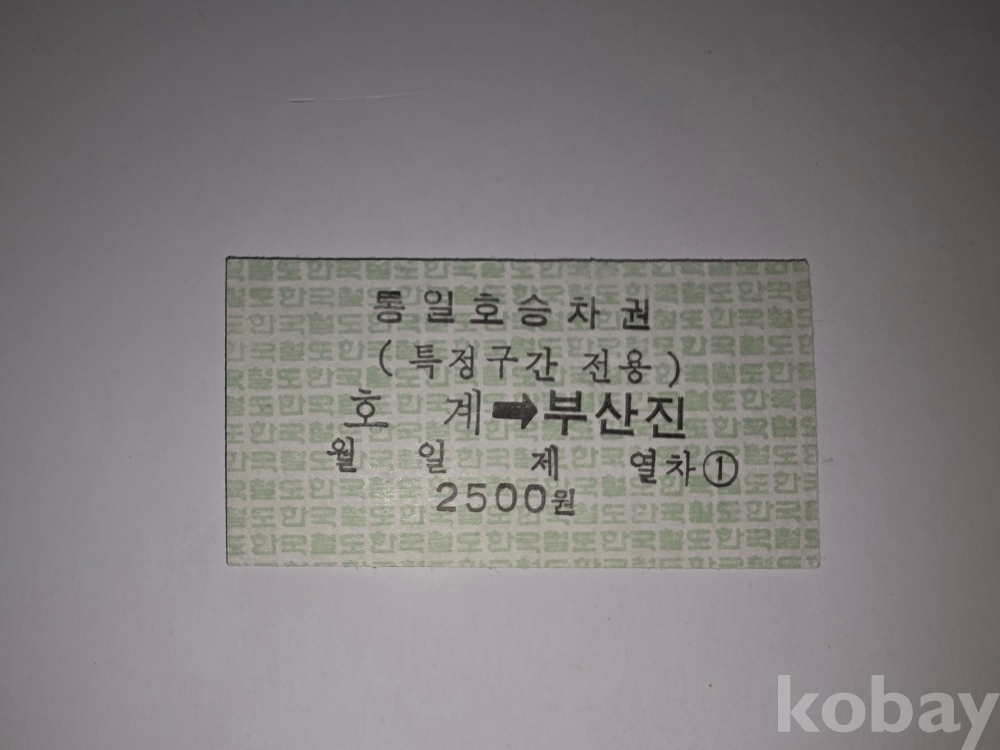 통일호승차권
(특정구간 전용)
호 계➡부산진
월 일 제 열차①
2500원
kobay